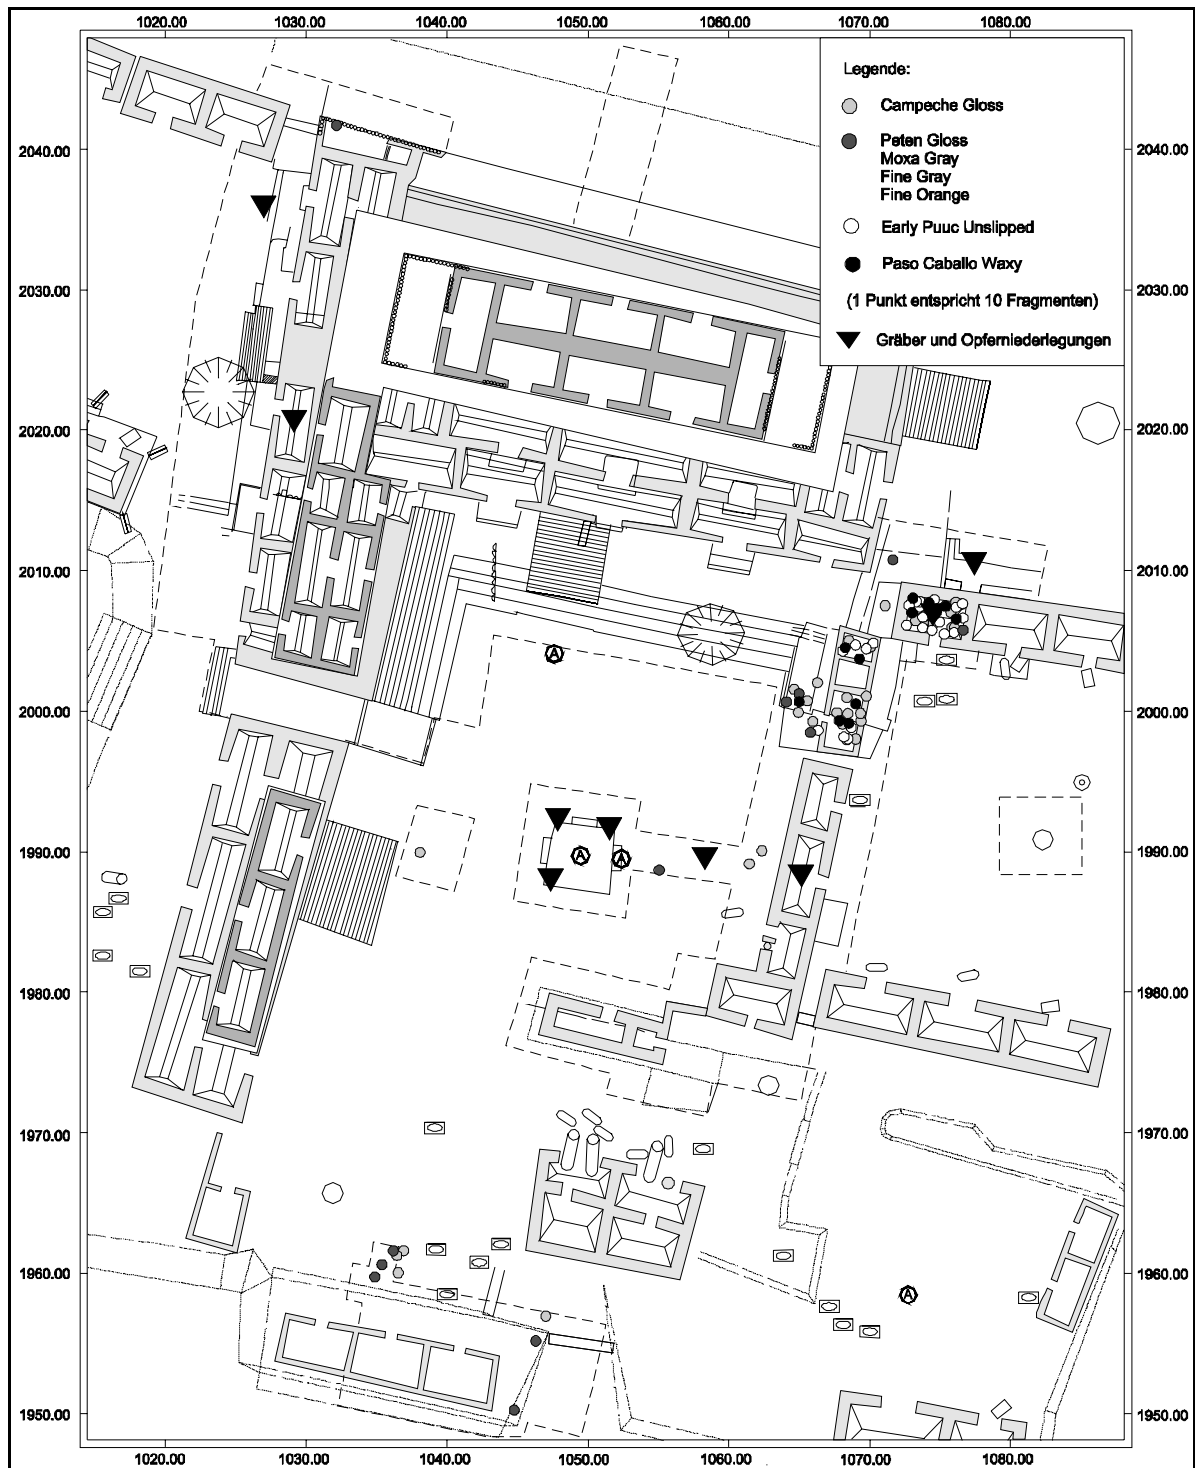 1020.00 1030.00 1040.00 1050.00 1060.00 1070.00 1080.00
Legende:
Campeche Gloss
Peten Gloss
Moxa Gray
Fine Gray
Fine Orange
Early Puuc Unslipped
Paso Caballo Waxy
(1 Punkt entspricht 10 Fragmenten)
Gräber und Opferniederlegungen
2040.00 2040.00
2030.00 2030.00
2020.00 2020.00
2010.00 2010.00
A
2000.00 2000.00
1990.00 A A 1990.00
1980.00 1980.00
1970.00 1970.00
1960.00 1960.00
A
1950.00 1950.00
1020.00 1030.00 1040.00 1050.00 1060.00 1070.00 1080.00